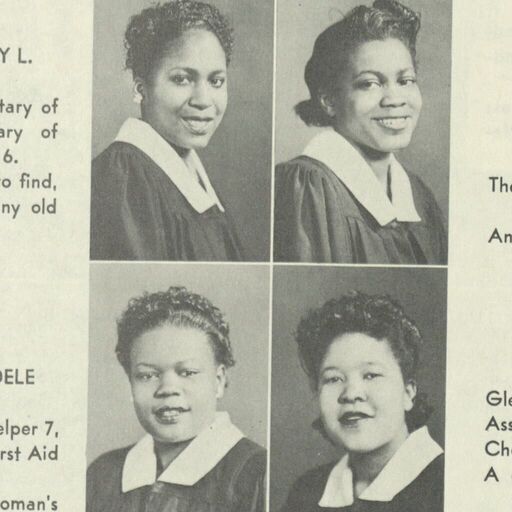 Y L.
tary of
ary of
6.
o find,
ny old
DELE
elper 7,
rst Aid
oman's
The
An
Gle
Ass
Che
A